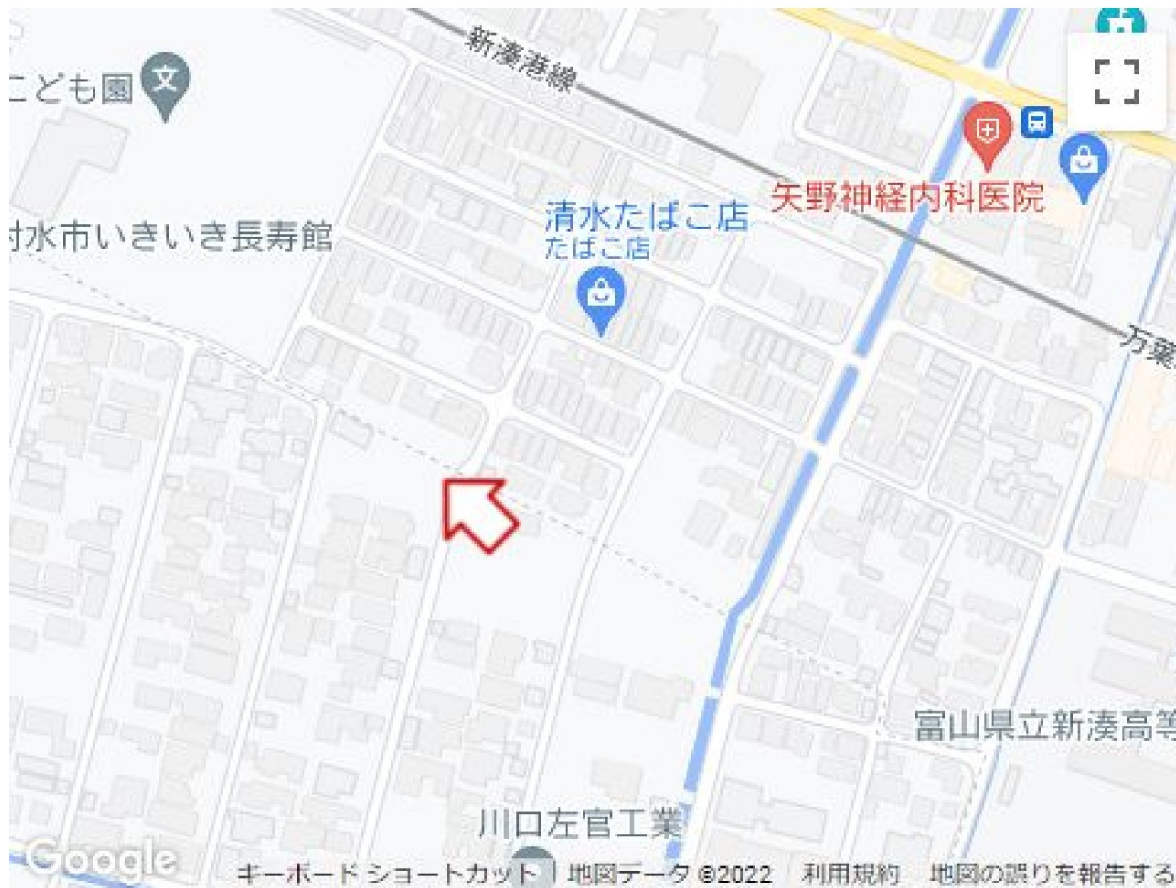 新湊港線
こども園
文
矢野神経内科医院
清水たばこ店
たばこ店
射水市いきいき長寿館
万葉
富山県立新湊高等
川口左官工業
Google
キーボード ショートカット
地図データ ©2022
利用規約
地図の誤りを報告する